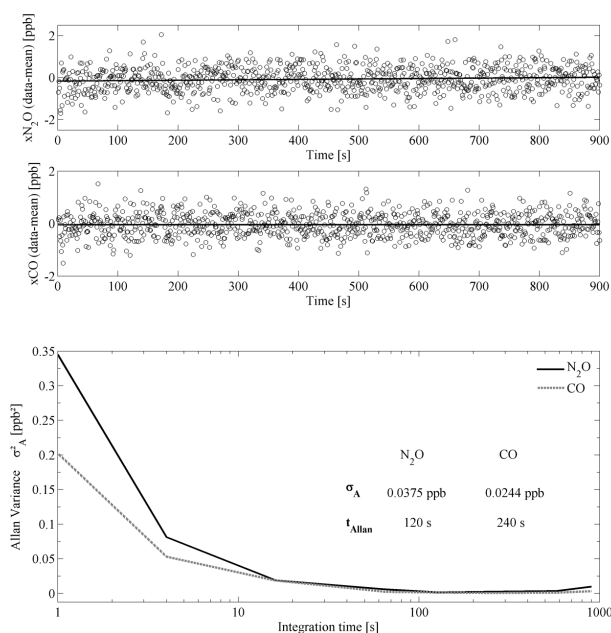 xN₂O (data-mean) [ppb]
2
0
-2
0 100 200 300 400 500 600 700 800 900
Time [s]
xCO (data-mean) [ppb]
2
0
-2
0 100 200 300 400 500 600 700 800 900
Time [s]
Allan Variance σ²A [ppb²]
0.35
0.3
0.25
0.2
0.15
0.1
0.05
0
N₂O
CO
N₂O CO
σA 0.0375 ppb 0.0244 ppb
tAllan 120 s 240 s
1 10 100 1000
Integration time [s]